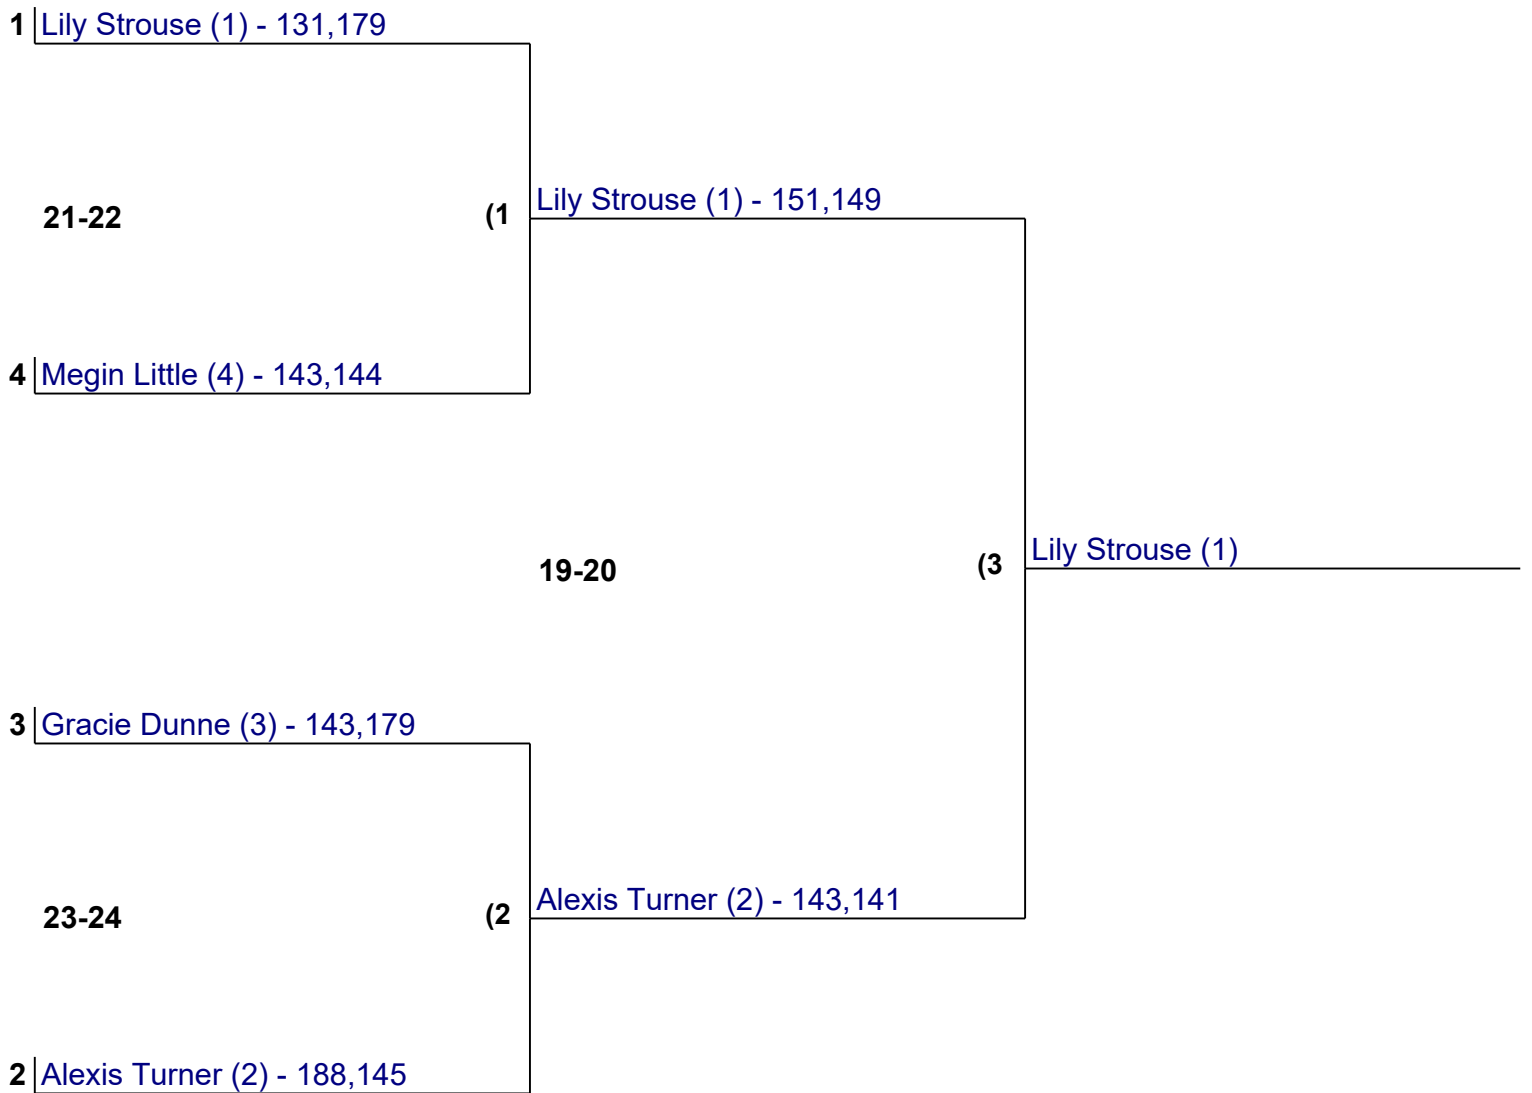 1 Lily Strouse (1) - 131,179
Lily Strouse (1) - 151,149
21-22 (1
4 Megin Little (4) - 143,144
Lily Strouse (1)
19-20 (3
3 Gracie Dunne (3) - 143,179
Alexis Turner (2) - 143,141
23-24 (2
2 Alexis Turner (2) - 188,145